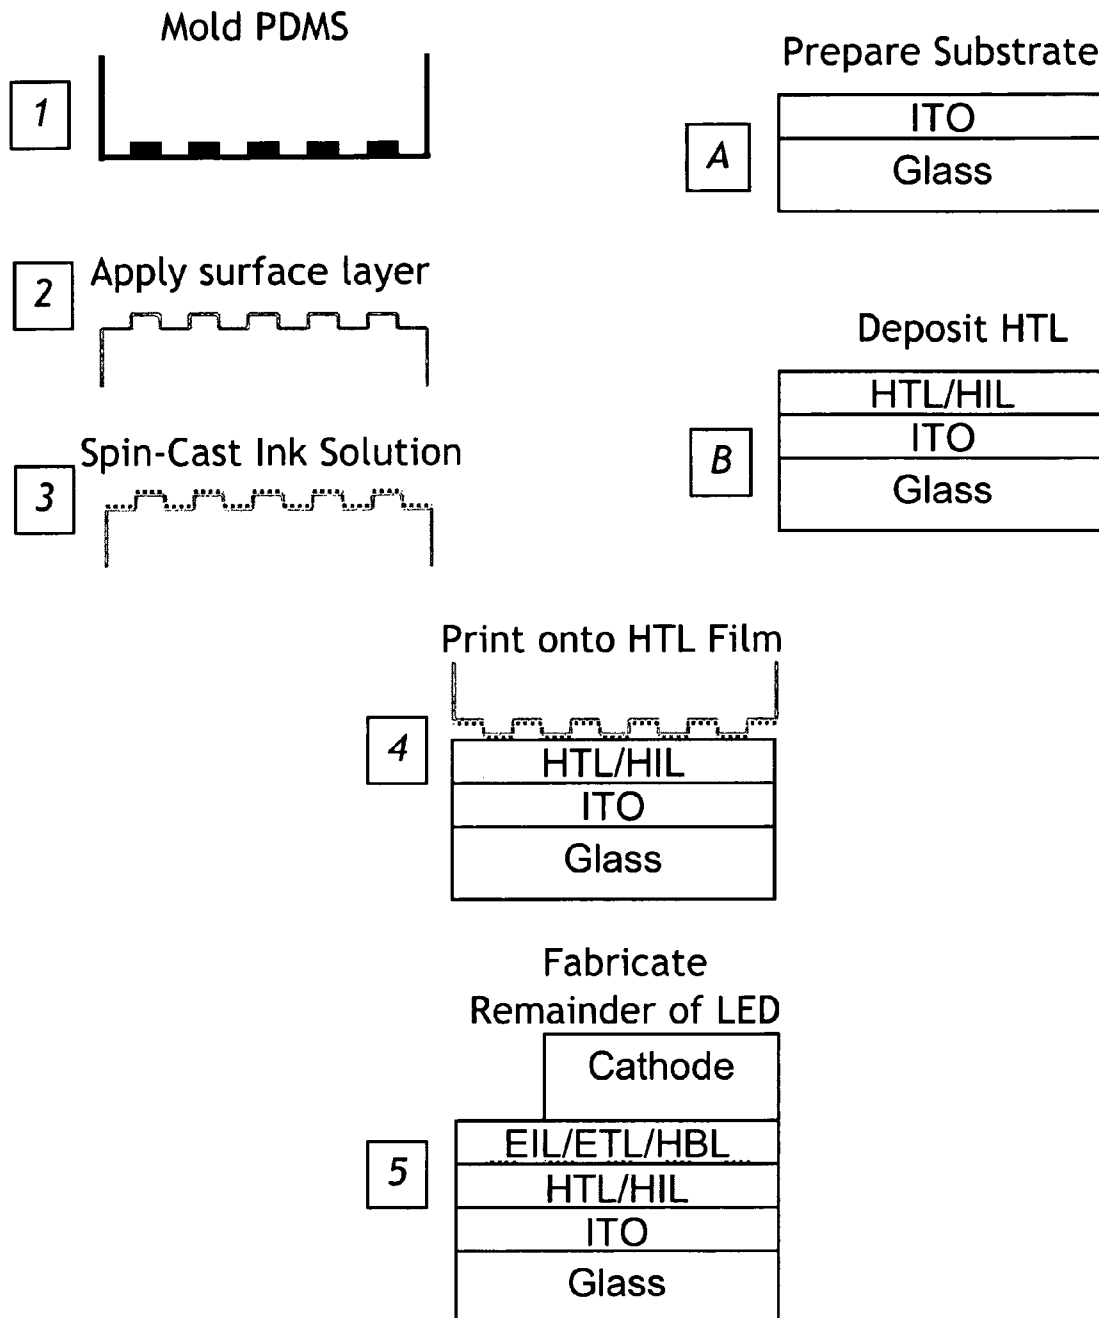 Mold PDMS
1
Apply surface layer
2
Spin-Cast Ink Solution
3
Prepare Substrate
A
ITO
Glass
Deposit HTL
B
HTL/HIL
ITO
Glass
Print onto HTL Film
4
HTL/HIL
ITO
Glass
Fabricate
Remainder of LED
5
Cathode
EIL/ETL/HBL
HTL/HIL
ITO
Glass